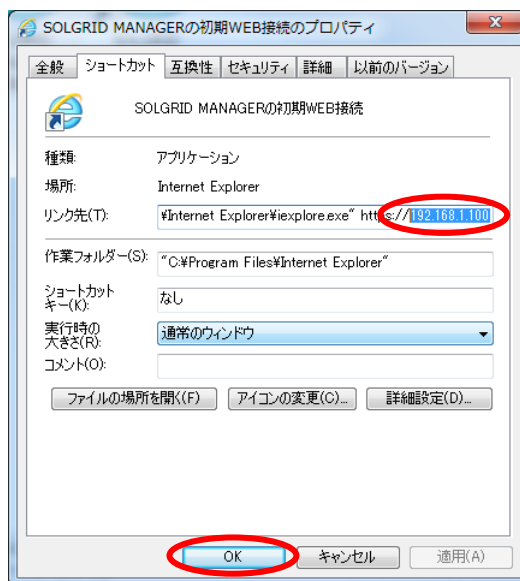 SOLGRID MANAGERの初期WEB接続のプロパティ
全般 ショートカット 互換性 セキュリティ 詳細 以前のバージョン
SOLGRID MANAGERの初期WEB接続
種類: アプリケーション
場所: Internet Explorer
リンク先(T): ¥Internet Explorer¥iexplore.exe" https://192.168.1.100
作業フォルダー(S): "C:¥Program Files¥Internet Explorer"
ショートカット
キー(K): なし
実行時の
大きさ(R): 通常のウィンドウ
コメント(O):
ファイルの場所を開く(F) アイコンの変更(C)... 詳細設定(D)...
OK キャンセル 適用(A)